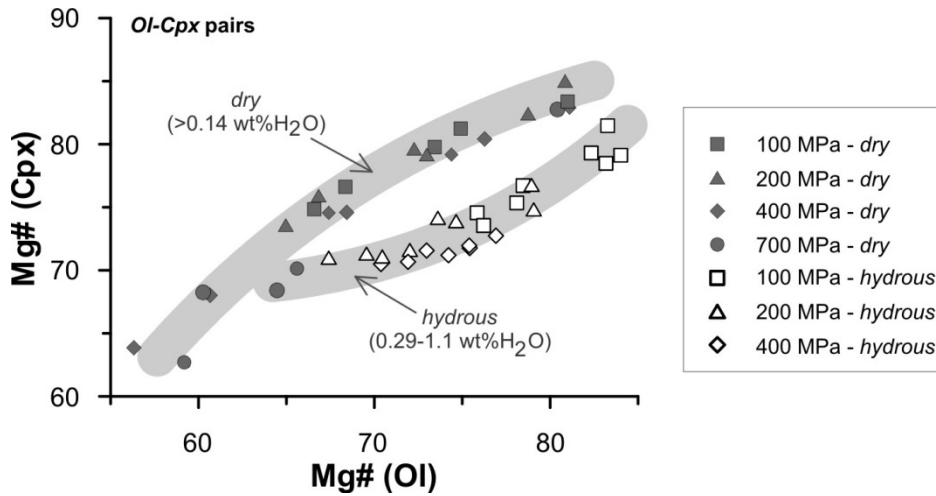 Ol-Cpx pairs
90
80
70
60
Mg# (Cpx)
dry
(>0.14 wt%H₂O)
hydrous
(0.29-1.1 wt%H₂O)
60
70
80
Mg# (Ol)
100 MPa - dry
200 MPa - dry
400 MPa - dry
700 MPa - dry
100 MPa - hydrous
200 MPa - hydrous
400 MPa - hydrous